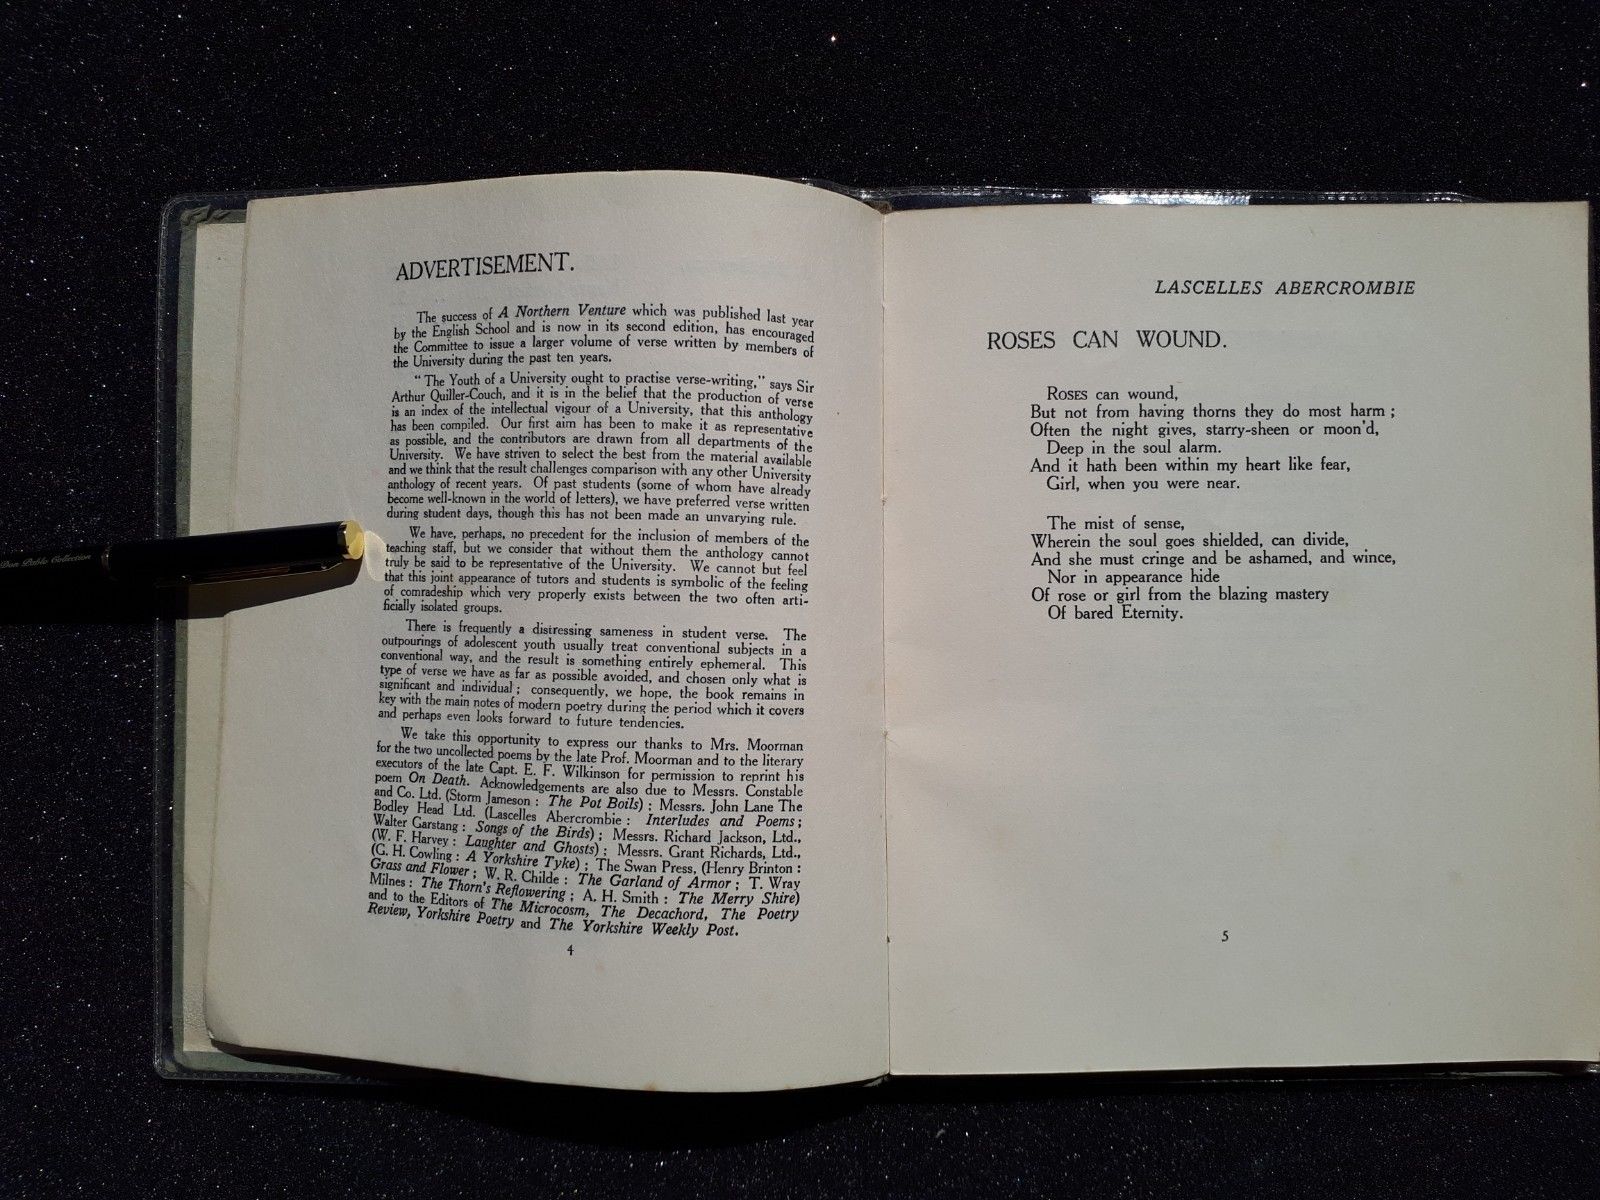 ADVERTISEMENT.
The success of A Northern Venture which was published last year
by the English School and is now in its second edition, has encouraged
the Committee to issue a larger volume of verse written by members of
the University during the past ten years.
“The Youth of a University ought to practise verse-writing,” says Sir
Arthur Quiller-Couch, and it is in the belief that the production of verse
is an index of the intellectual vigour of a University, that this anthology
has been compiled. Our first aim has been to make it as representative
as possible, and the contributors are drawn from all departments of the
University. We have striven to select the best from the material available
and we think that the result challenges comparison with any other University
anthology of recent years. Of past students (some of whom have already
become well-known in the world of letters), we have preferred verse written
during student days, though this has not been made an unvarying rule.
We have, perhaps, no precedent for the inclusion of members of the
teaching staff, but we consider that without them the anthology cannot
truly be said to be representative of the University. We cannot but feel
that this joint appearance of tutors and students is symbolic of the feeling
of comradeship which very properly exists between the two often arti-
ficially isolated groups.
There is frequently a distressing sameness in student verse. The
outpourings of adolescent youth usually treat conventional subjects in a
conventional way, and the result is something entirely ephemeral. This
type of verse we have as far as possible avoided, and chosen only what is
significant and individual; consequently, we hope, the book remains in
key with the main notes of modern poetry during the period which it covers
and perhaps even looks forward to future tendencies.
We take this opportunity to express our thanks to Mrs. Moorman
for the two uncollected poems by the late Prof. Moorman and to the literary
executors of the late Capt. E. F. Wilkinson for permission to reprint his
poem On Death. Acknowledgements are also due to Messrs. Constable
and Co. Ltd. (Storm Jameson: The Pot Boils); Messrs. John Lane The
Bodley Head Ltd. (Lascelles Abercrombie: Interludes and Poems;
Walter Garstang: Songs of the Birds); Messrs. Richard Jackson, Ltd.,
(W. F. Harvey: Laughter and Ghosts); Messrs. Grant Richards, Ltd.,
(G. H. Cowling: A Yorkshire Tyke); The Swan Press, (Henry Brinton:
Grass and Flower; W. R. Childe: The Garland of Armor; T. Wray
Milnes: The Thorn's Reflowering; A. H. Smith: The Merry Shire)
and to the Editors of The Microcosm, The Decachord, The Poetry
Review, Yorkshire Poetry and The Yorkshire Weekly Post.
4
Don Pablo Collection
LASCELLES ABERCROMBIE
ROSES CAN WOUND.
ROSES can wound,
But not from having thorns they do most harm;
Often the night gives, starry-sheen or moon'd,
Deep in the soul alarm.
And it hath been within my heart like fear,
Girl, when you were near.
The mist of sense,
Wherein the soul goes shielded, can divide,
And she must cringe and be ashamed, and wince,
Nor in appearance hide
Of rose or girl from the blazing mastery
Of bared Eternity.
5